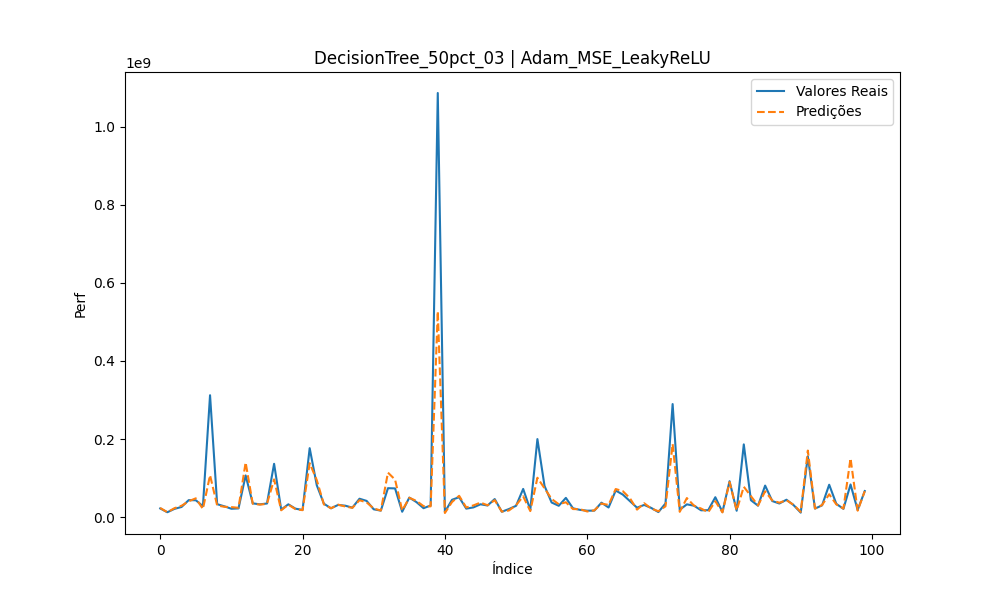 DecisionTree_50pct_03 | Adam_MSE_LeakyReLU
1e9
Valores Reais
Predições
1.0
0.8
0.6
0.4
0.2
0.0
Perf
0
20
40
60
80
100
Índice